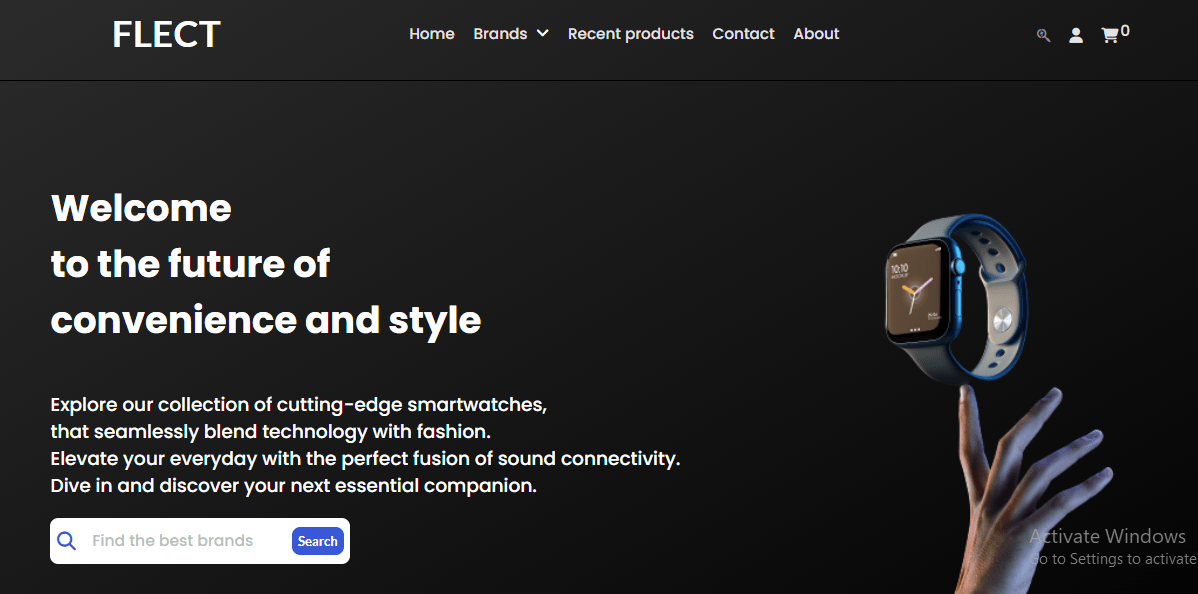 FLECT
Home Brands Recent products Contact About
0
Welcome
to the future of
convenience and style
Explore our collection of cutting-edge smartwatches,
that seamlessly blend technology with fashion.
Elevate your everyday with the perfect fusion of sound connectivity.
Dive in and discover your next essential companion.
Find the best brands Search
10:10
Activate Windows
Go to Settings to activate